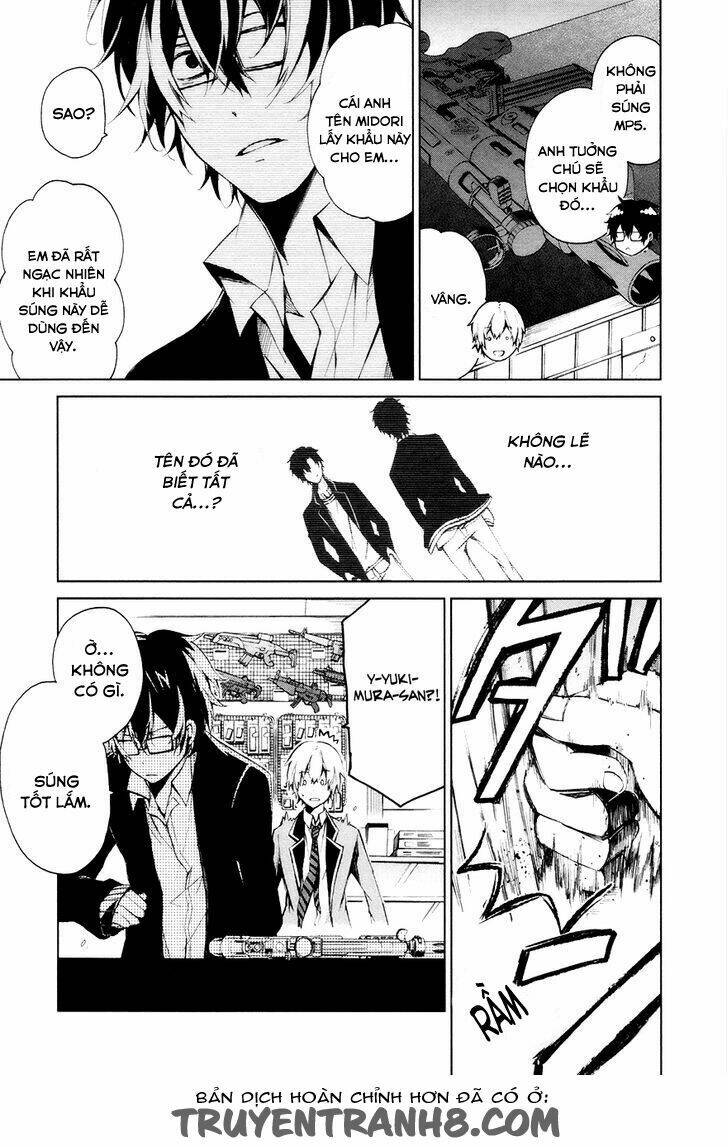 KHÔNG
PHẢI
SÚNG
MP5.
ANH TUỞNG
CHÚ SẼ
CHỌN KHẨU
ĐÓ...
VÂNG.
CÁI ANH
TÊN MIDORI
LẤY KHẨU NÀY
CHO EM...
SAO?
EM ĐÃ RẤT
NGẠC NHIÊN
KHI KHẨU
SÚNG NÀY DỄ
DÙNG ĐẾN
VẬY.
KHÔNG LẼ
NÀO...
TÊN ĐÓ ĐÃ
BIẾT TẤT
CẢ...?
RẦM
Y-YUKI-
MURA-SAN?!
Ờ...
KHÔNG
CÓ GÌ.
SÚNG
TỐT LẮM.
BẢN DỊCH HOÀN CHỈNH HƠN ĐÃ CÓ Ở:
TRUYENTRANH8.COM